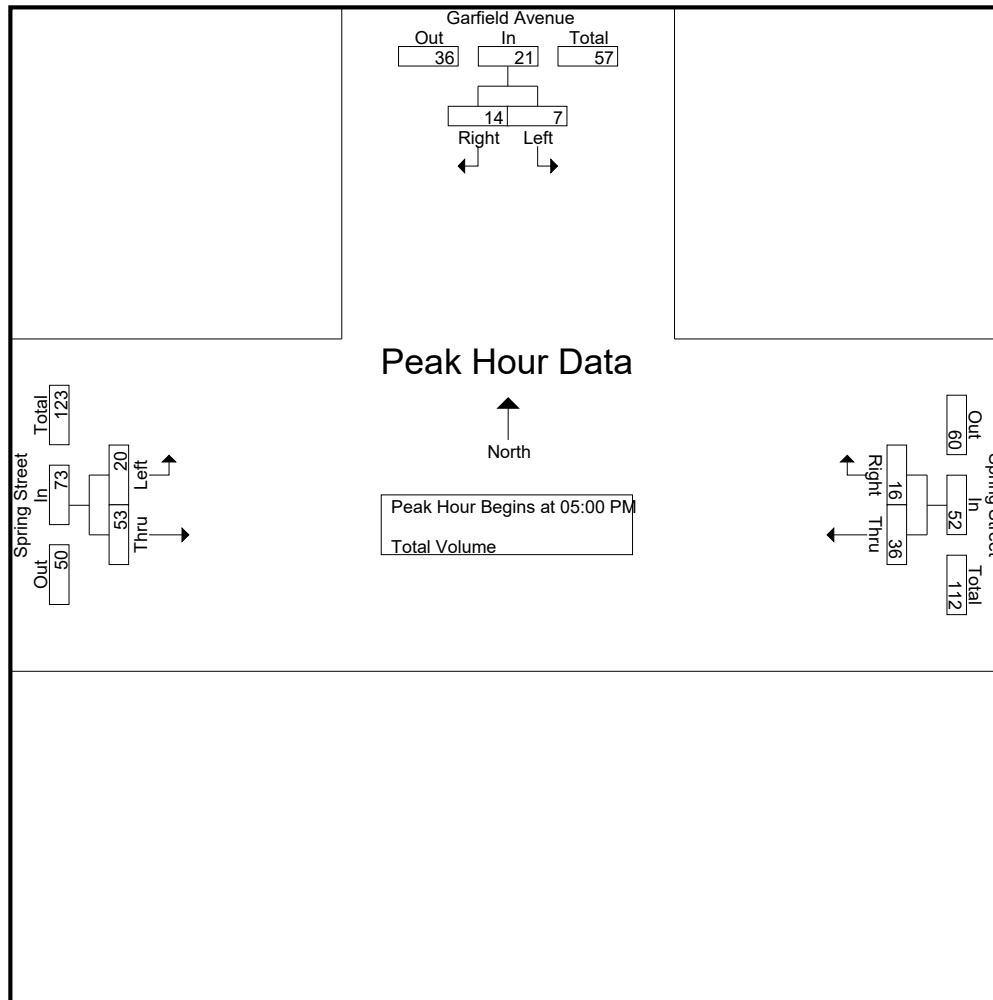 Garfield Avenue
Out In Total
36 21 57
14 7
Right Left
Peak Hour Data
North
Peak Hour Begins at 05:00 PM
Total Volume
Spring Street
Out In Total
50 73 123
53 20
Thru Left
Out In Total
60 52 112
16 36
Right Thru
Spring Street